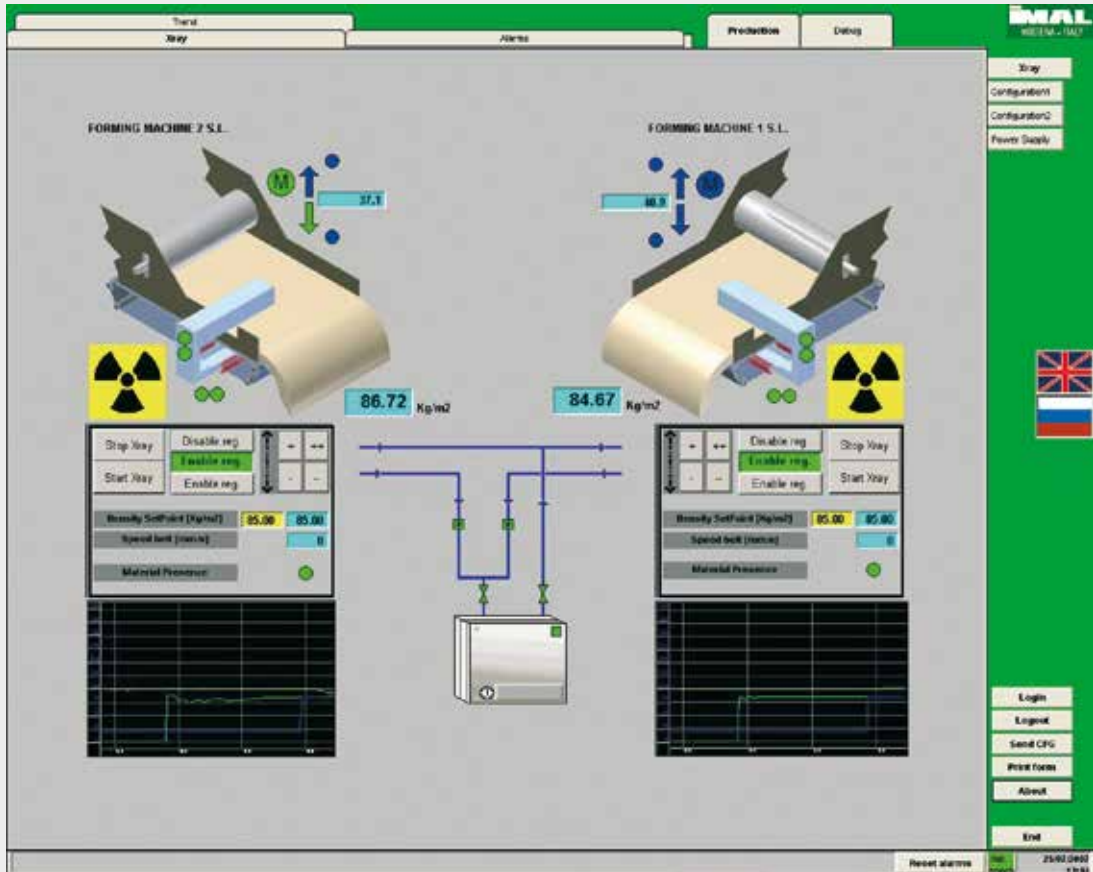 Trend
Xray
Alarms
Production
Debug
IMAL
MODENA - ITALY
Xray
Configuration1
Configuration2
Power Supply
FORMING MACHINE 2 S.L.
FORMING MACHINE 1 S.L.
M
37.1
M
86.72 Kg/m2
84.67 Kg/m2
Stop Xray
Start Xray
Disable reg.
Enable reg.
Enable reg.
+ ++
- --
Density SetPoint [Kg/m2] 85.00 85.00
Speed belt [mm/s] 0
Material Presence
+ ++
- --
Disable reg.
Enable reg.
Enable reg.
Stop Xray
Start Xray
Density SetPoint [Kg/m2] 85.00 85.00
Speed belt [mm/s] 0
Material Presence
Login
Logout
Send CFG
Print form
About
End
Reset alarms